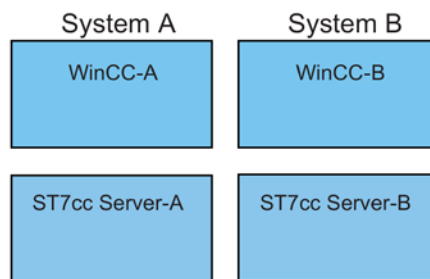 System A System B
WinCC-A WinCC-B
ST7cc Server-A ST7cc Server-B